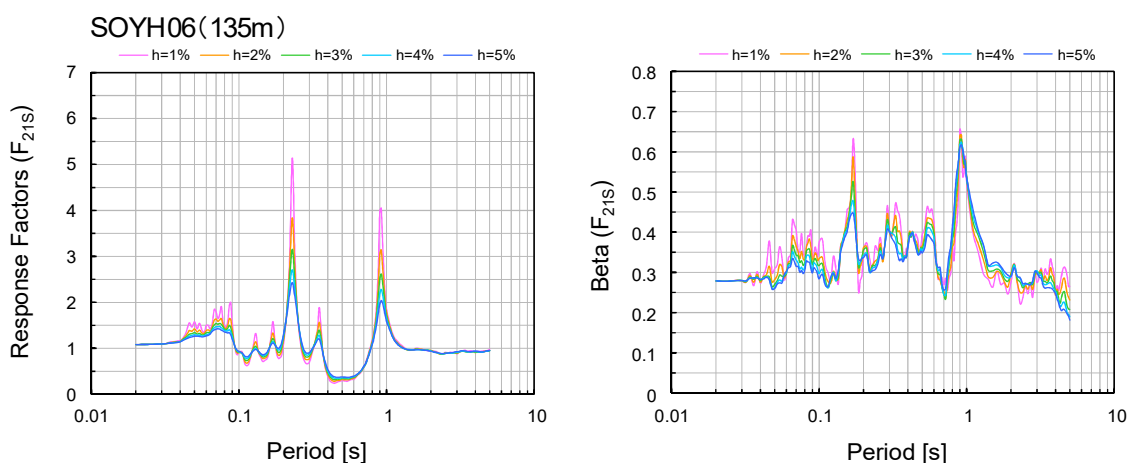 SOYH06（135m）
h=1% h=2% h=3% h=4% h=5%
7
6
5
4
3
2
1
0
0.01 0.1 1 10
Response Factors (F21S)
Period [s]
h=1% h=2% h=3% h=4% h=5%
0.8
0.7
0.6
0.5
0.4
0.3
0.2
0.1
0
0.01 0.1 1 10
Beta (F21S)
Period [s]